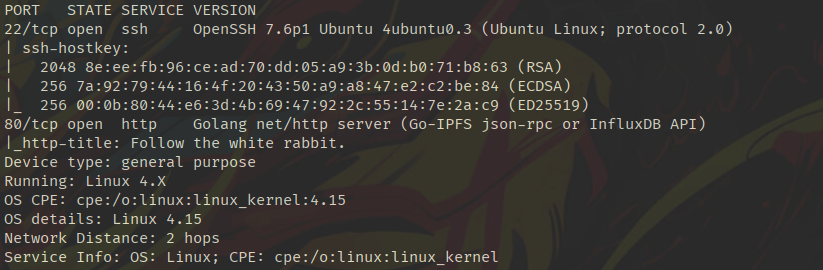 PORT   STATE SERVICE VERSION
22/tcp open  ssh     OpenSSH 7.6p1 Ubuntu 4ubuntu0.3 (Ubuntu Linux; protocol 2.0)
| ssh-hostkey:
|   2048 8e:ee:fb:96:ce:ad:70:dd:05:a9:3b:0d:b0:71:b8:63 (RSA)
|   256 7a:92:79:44:16:4f:20:43:50:a9:a8:47:e2:c2:be:84 (ECDSA)
|_  256 00:0b:80:44:e6:3d:4b:69:47:92:2c:55:14:7e:2a:c9 (ED25519)
80/tcp open  http    Golang net/http server (Go-IPFS json-rpc or InfluxDB API)
|_http-title: Follow the white rabbit.
Device type: general purpose
Running: Linux 4.X
OS CPE: cpe:/o:linux:linux_kernel:4.15
OS details: Linux 4.15
Network Distance: 2 hops
Service Info: OS: Linux; CPE: cpe:/o:linux:linux_kernel